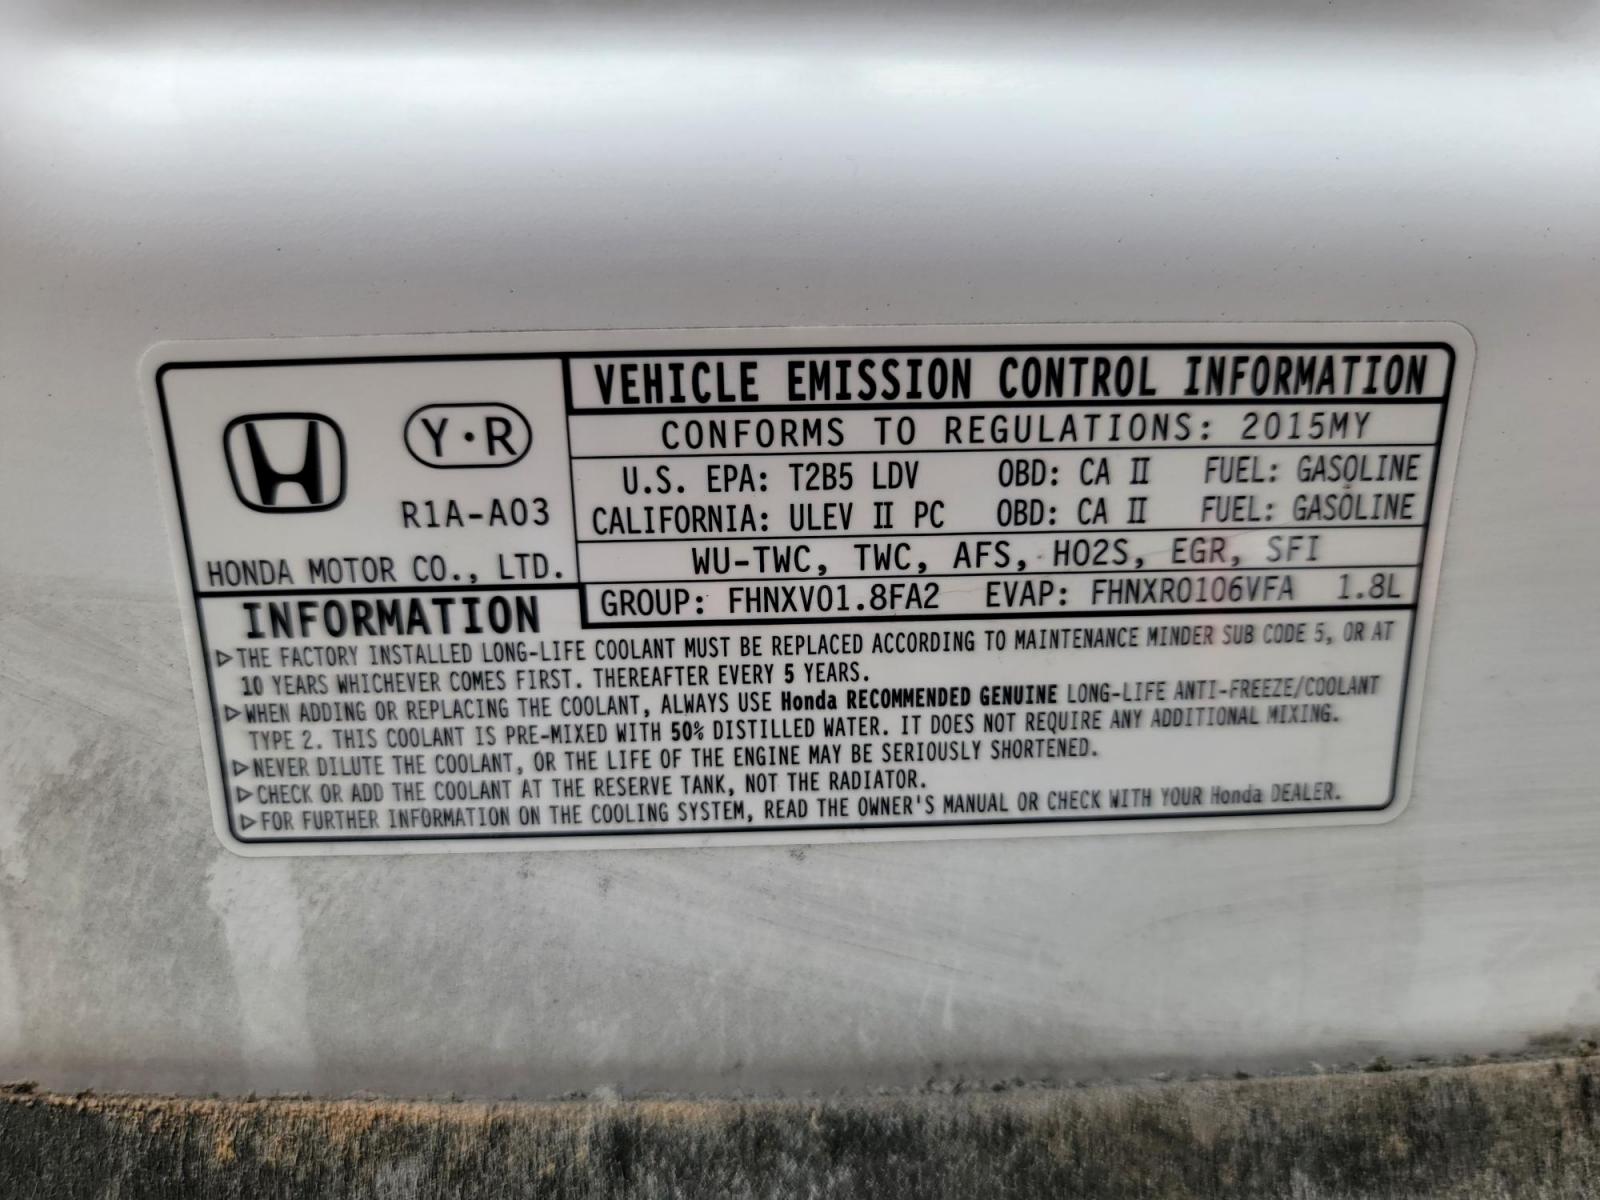 VEHICLE EMISSION CONTROL INFORMATION
Y·R
R1A-A03
HONDA MOTOR CO., LTD.
CONFORMS TO REGULATIONS: 2015MY
U.S. EPA: T2B5 LDV OBD: CA II FUEL: GASOLINE
CALIFORNIA: ULEV II PC OBD: CA II FUEL: GASOLINE
WU-TWC, TWC, AFS, HO2S, EGR, SFI
GROUP: FHNXV01.8FA2 EVAP: FHNXR0106VFA 1.8L
INFORMATION
▷THE FACTORY INSTALLED LONG-LIFE COOLANT MUST BE REPLACED ACCORDING TO MAINTENANCE MINDER SUB CODE 5, OR AT
10 YEARS WHICHEVER COMES FIRST. THEREAFTER EVERY 5 YEARS.
▷WHEN ADDING OR REPLACING THE COOLANT, ALWAYS USE Honda RECOMMENDED GENUINE LONG-LIFE ANTI-FREEZE/COOLANT
TYPE 2. THIS COOLANT IS PRE-MIXED WITH 50% DISTILLED WATER. IT DOES NOT REQUIRE ANY ADDITIONAL MIXING.
▷NEVER DILUTE THE COOLANT, OR THE LIFE OF THE ENGINE MAY BE SERIOUSLY SHORTENED.
▷CHECK OR ADD THE COOLANT AT THE RESERVE TANK, NOT THE RADIATOR.
▷FOR FURTHER INFORMATION ON THE COOLING SYSTEM, READ THE OWNER'S MANUAL OR CHECK WITH YOUR Honda DEALER.